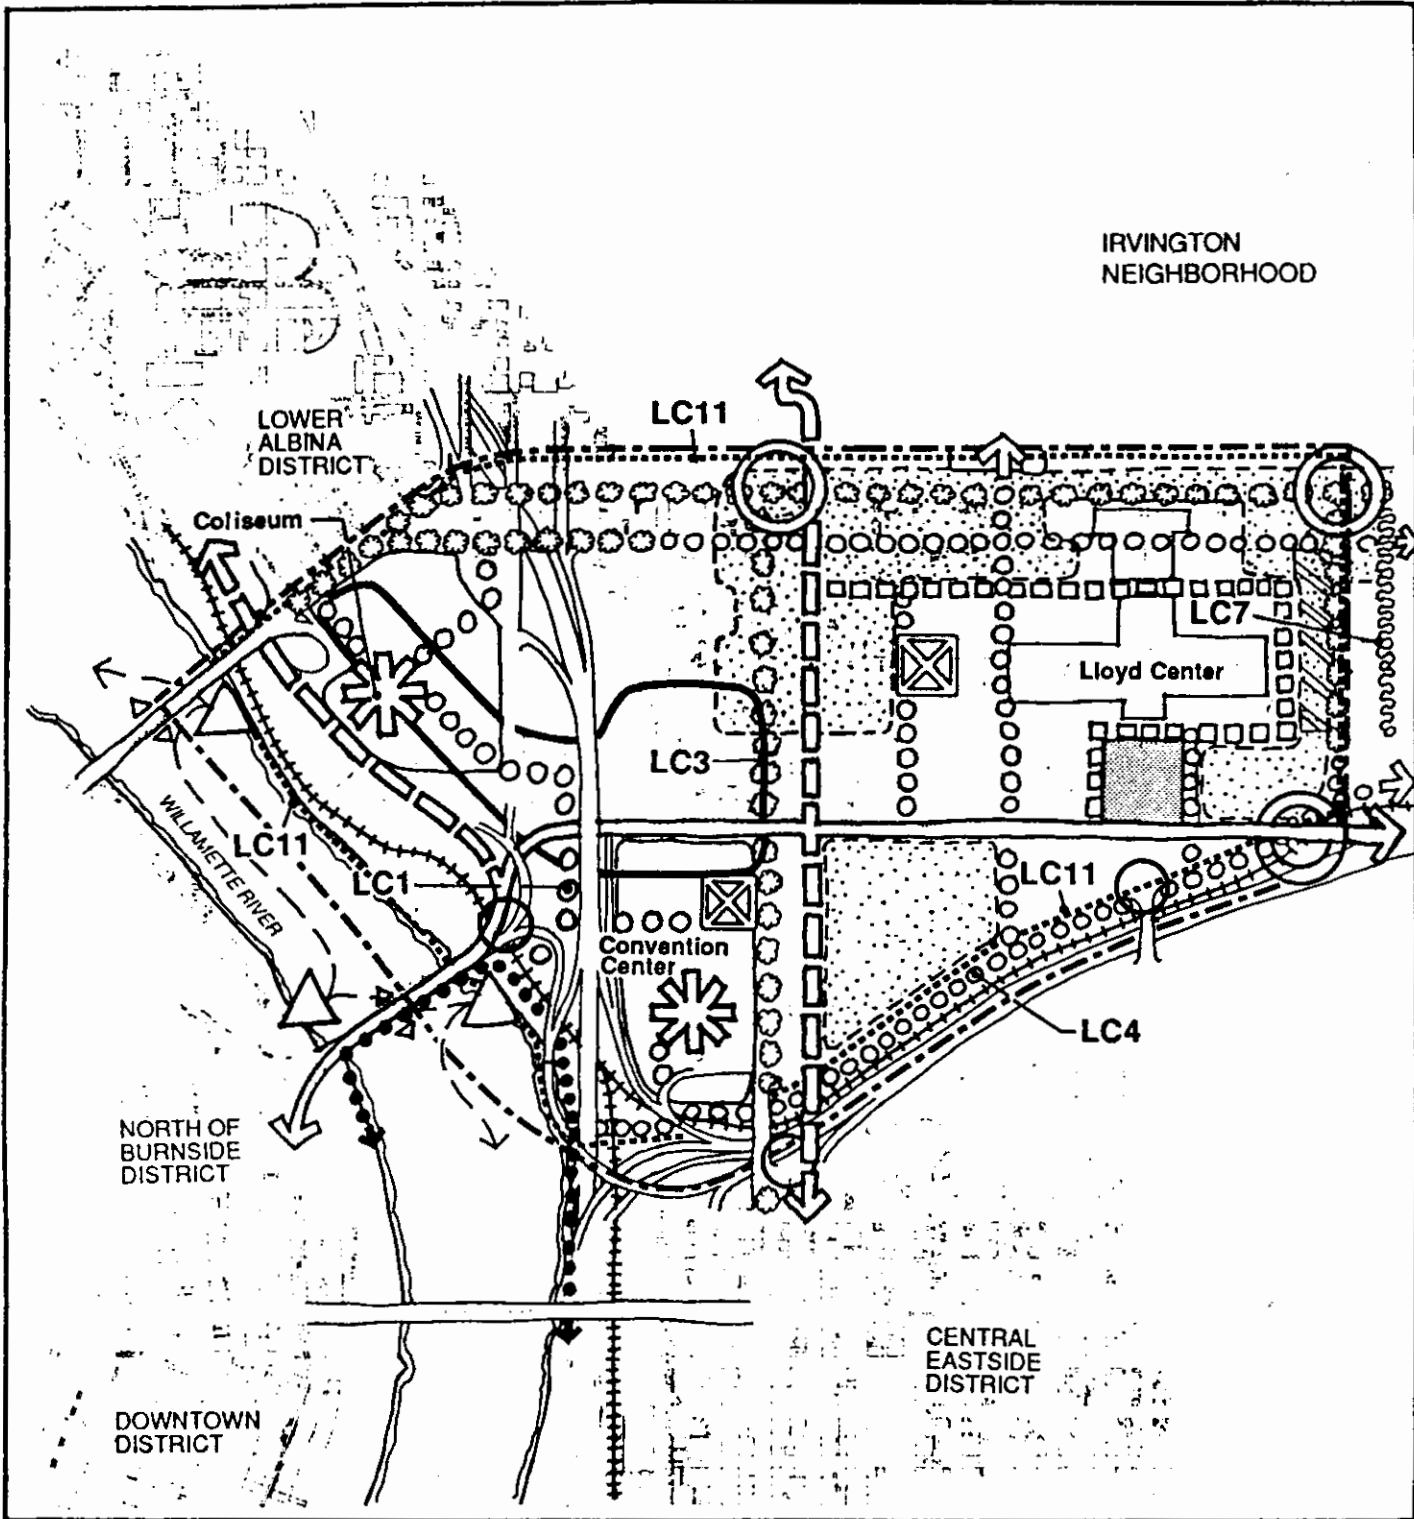 IRVINGTON
NEIGHBORHOOD
LC11
LOWER
ALBINA
DISTRICT
Coliseum
LC7
Lloyd Center
LC3
WILLAMETTE RIVER
LC11
LC1
LC11
Convention
Center
LC4
NORTH OF
BURNSIDE
DISTRICT
CENTRAL
EASTSIDE
DISTRICT
DOWNTOWN
DISTRICT